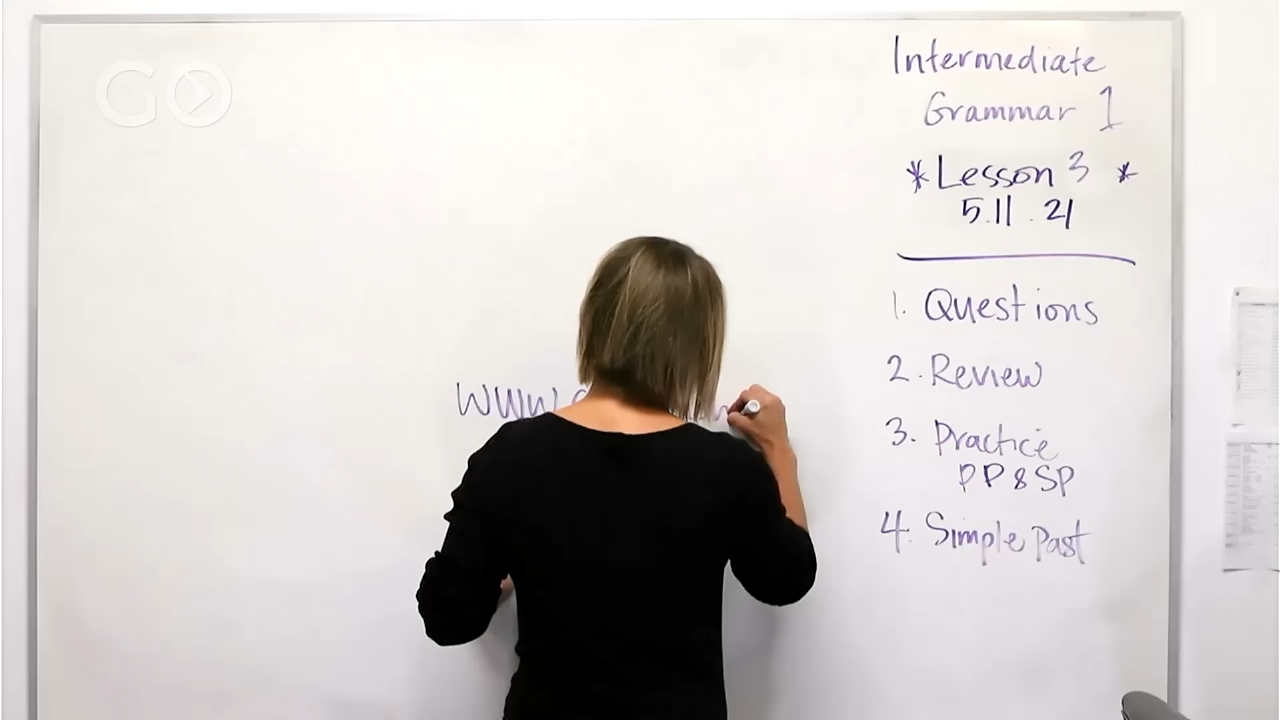 GO
Intermediate
Grammar 1
*Lesson 3 *
5.11.21
1. Questions
2. Review
3. Practice
PP & SP
4. Simple Past
www.